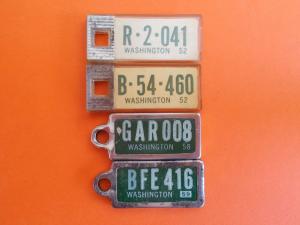 R·2·041
WASHINGTON 52
B·54·460
WASHINGTON 52
GAR008
WASHINGTON 58
BFE416
WASHINGTON 59